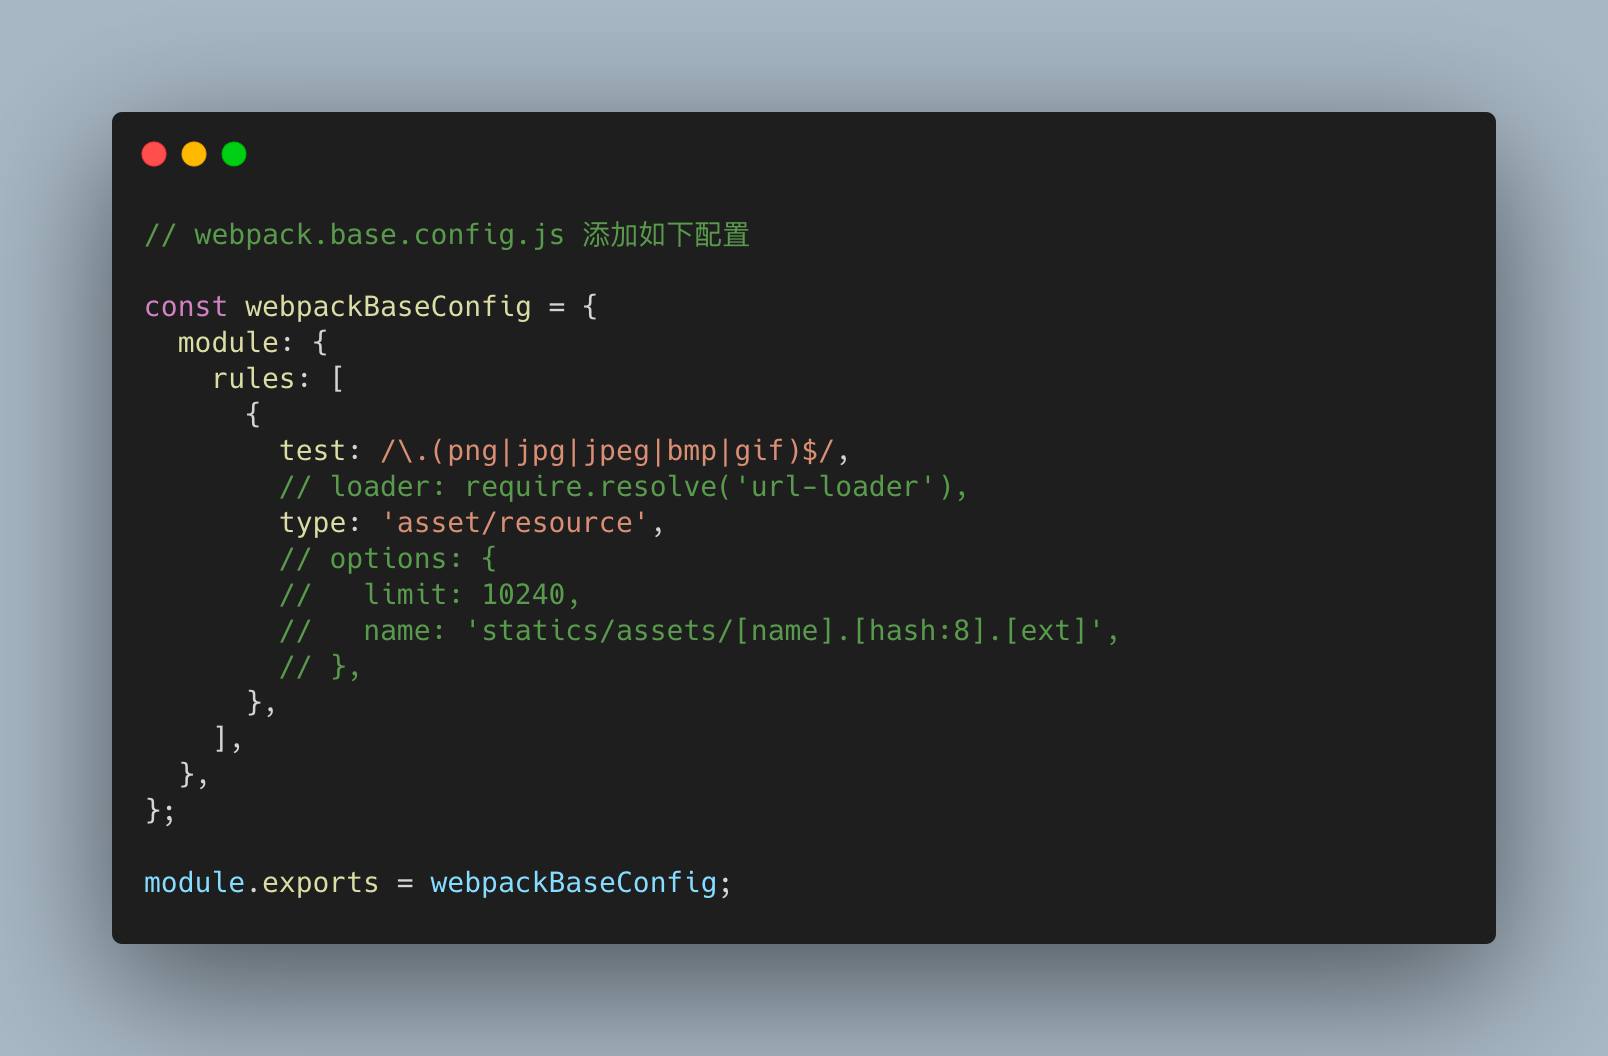 // webpack.base.config.js 添加如下配置

const webpackBaseConfig = {
  module: {
    rules: [
      {
        test: /\.(png|jpg|jpeg|bmp|gif)$/,
        // loader: require.resolve('url-loader'),
        type: 'asset/resource',
        // options: {
        //   limit: 10240,
        //   name: 'statics/assets/[name].[hash:8].[ext]',
        // },
      },
    ],
  },
};

module.exports = webpackBaseConfig;